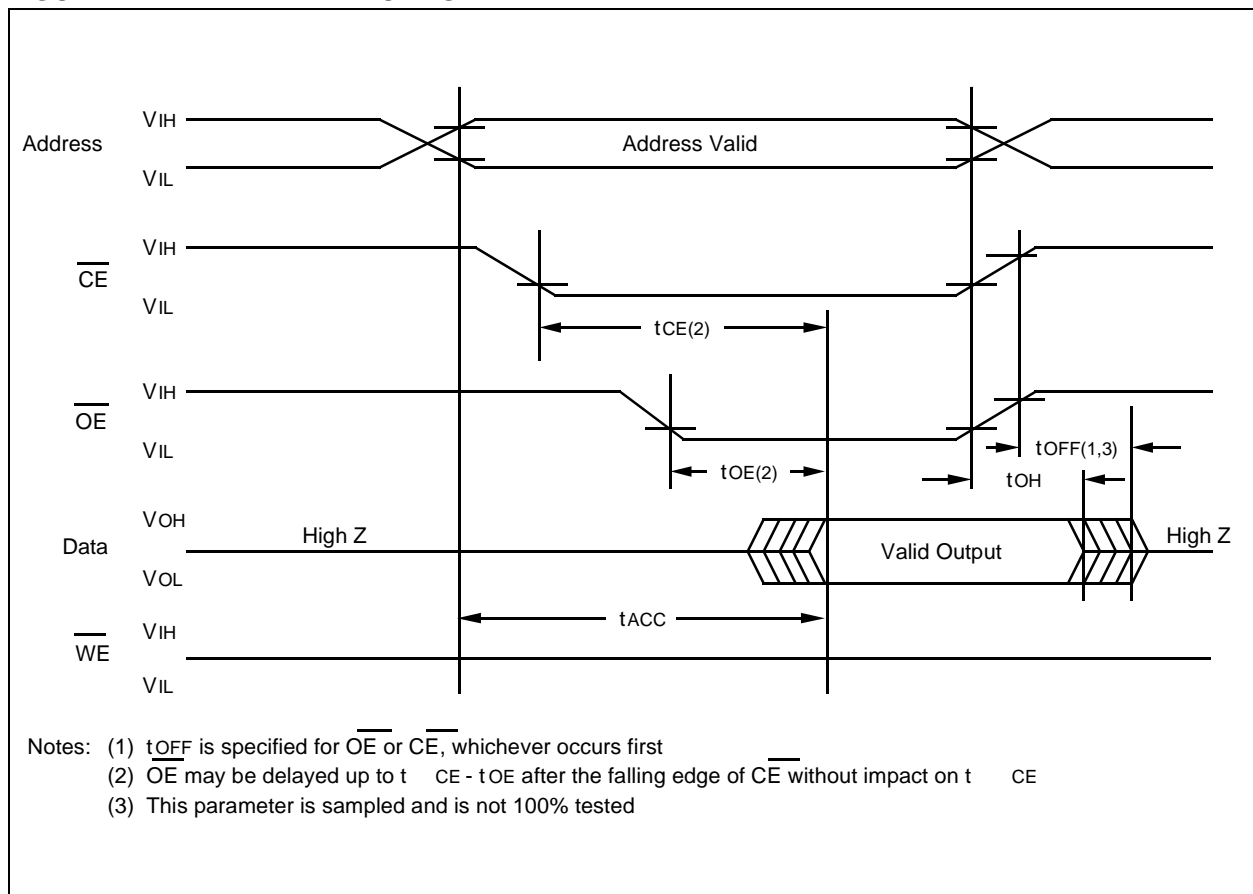 VIH
Address
Address Valid
VIL
VIH
CE
VIL
tCE(2)
VIH
OE
VIL
tOFF(1,3)
tOE(2)
tOH
VOH
High Z
Data
Valid Output
High Z
VOL
tACC
VIH
WE
VIL
Notes: (1) tOFF is specified for OE or CE, whichever occurs first
(2) OE may be delayed up to t CE - tOE after the falling edge of CE without impact on t CE
(3) This parameter is sampled and is not 100% tested